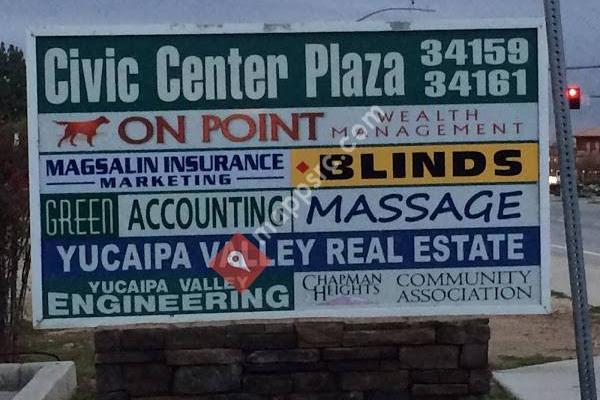 Civic Center Plaza 34159
34161
ON POINT WEALTH
MANAGEMENT
MAGSALIN INSURANCE
MARKETING
BLINDS
GREEN ACCOUNTING
MASSAGE
YUCAIPA VALLEY REAL ESTATE
YUCAIPA VALLEY
ENGINEERING
CHAPMAN
HEIGHTS
COMMUNITY
ASSOCIATION